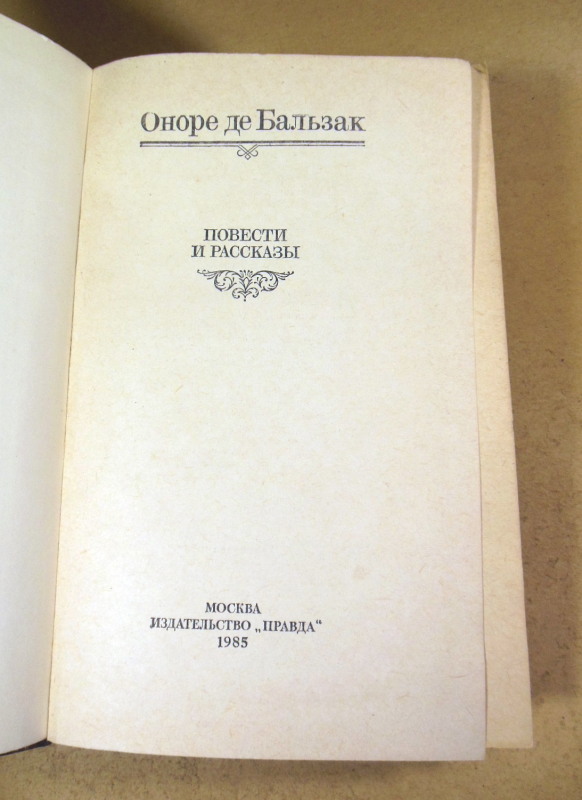 Оноре де Бальзак
ПОВЕСТИ
И РАССКАЗЫ
МОСКВА
ИЗДАТЕЛЬСТВО „ПРАВДА“
1985